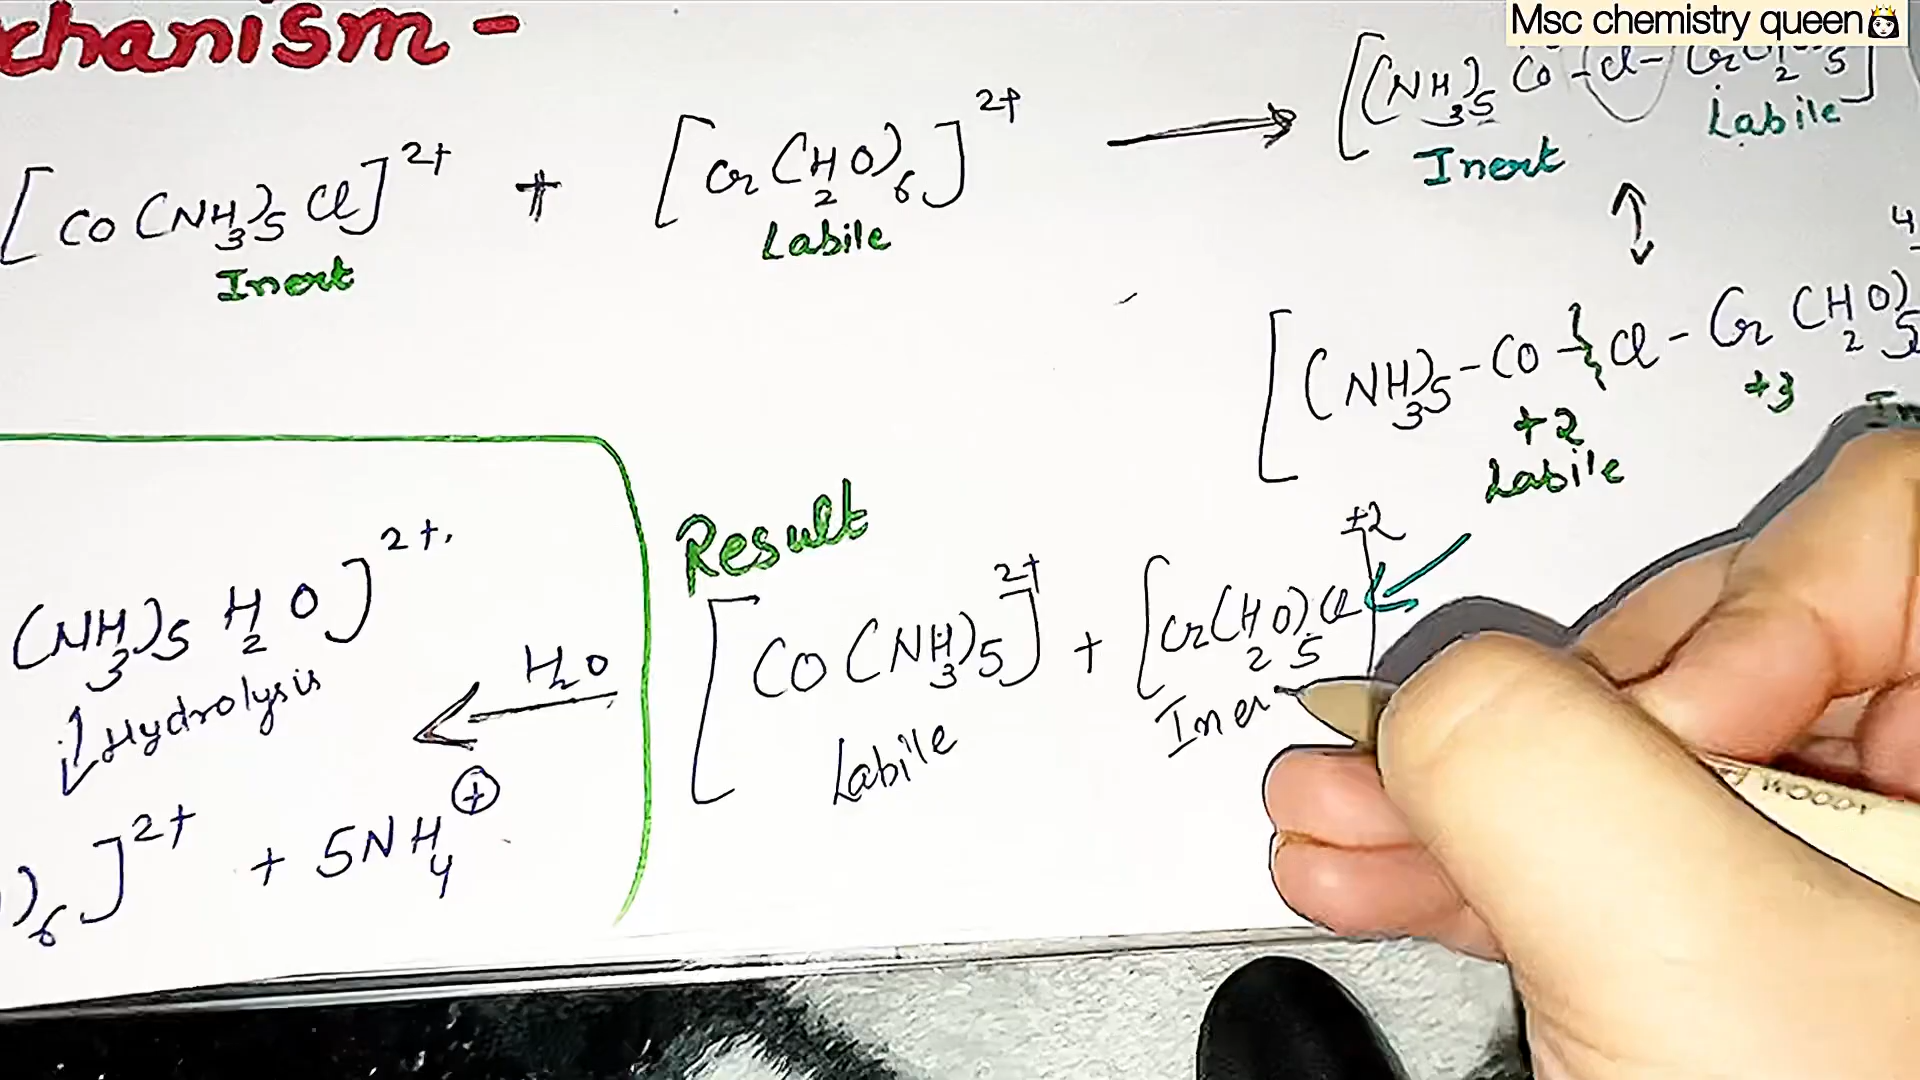 Msc chemistry queen
chanism -
[Co(NH3)5Cl]2+ + [Cr(H2O)6]2+ → [(NH3)5 Co-Cl-Cr(H2O)5]
Inert Labile Inert Labile
[(NH3)5-Co-Cl-Cr(H2O)5
+2 +3
Labile
Result
[Co(NH3)5]2+ + [Cr(H2O)5Cl +2
Labile Iner
H2O
(NH3)5 H2O]2+.
Hydrolysis
)6]2+ + 5NH4+